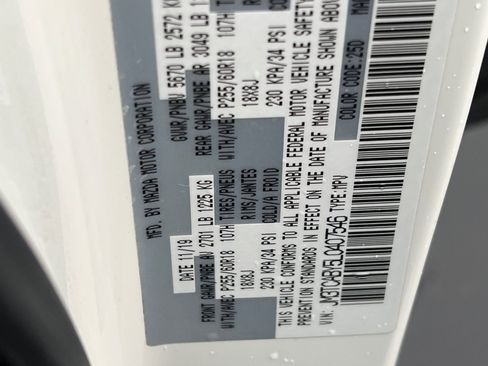 MFD. BY MAZDA MOTOR CORPORATION
DATE 11/19
GVWR/PNBV 5670 LB 2572 KG
FRONT GAWR/PNBE AV 2701 LB 1225 KG
REAR GAWR/PNBE AR 3049 LB
WITH/AVEC P255/60R18 107H TIRES/PNEUS
WITH/AVEC P255/60R18 107H
18X8J RIMS/JANTES
18X8J
230 KPA/34 PSI COLD/A FROID
230 KPA/34 PSI
THIS VEHICLE CONFORMS TO ALL APPLICABLE FEDERAL MOTOR VEHICLE SAFETY
PREVENTION STANDARDS IN EFFECT ON THE DATE OF MANUFACTURE SHOWN ABOVE
JM3TCABY5L0407546 TYPE:MPV
COLOR CODE:25D